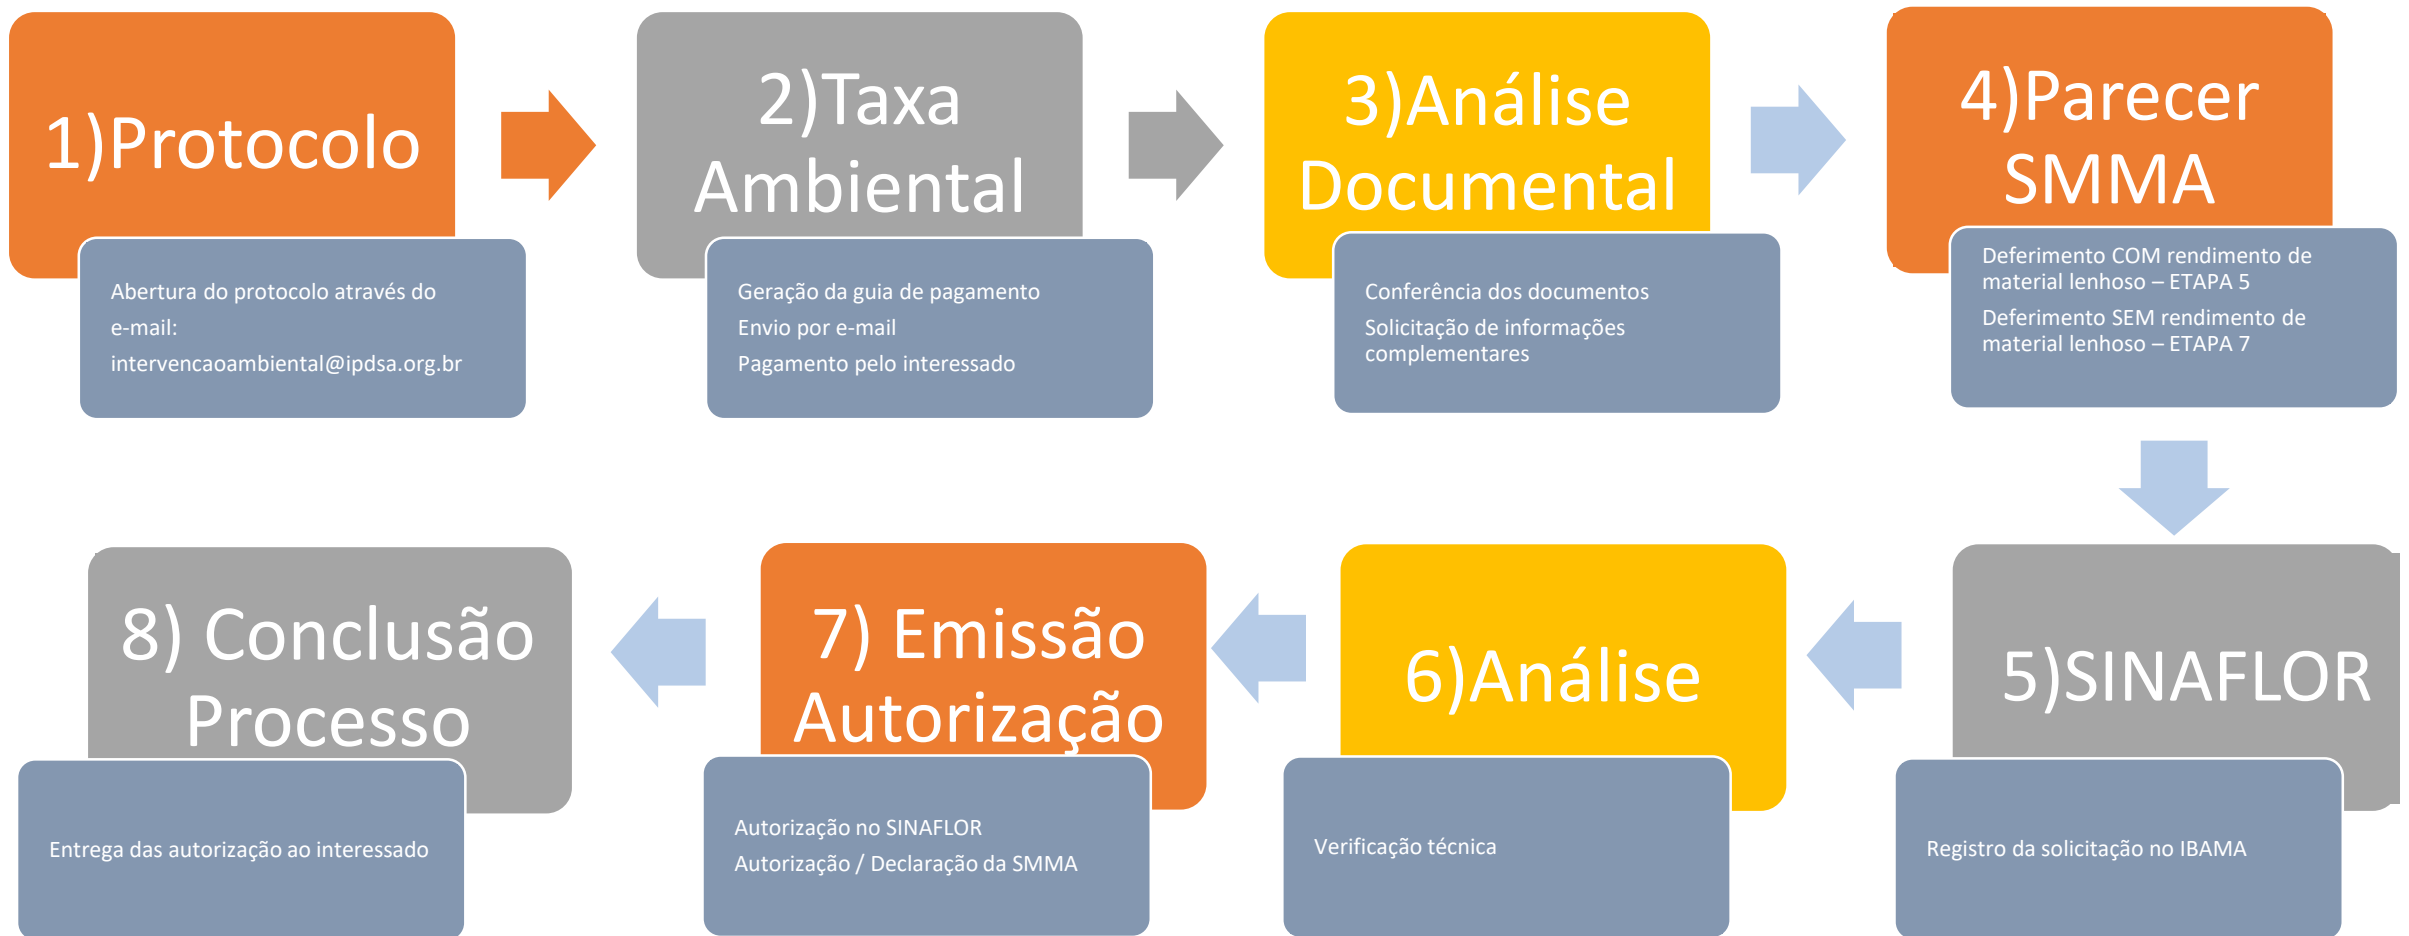 1)Protocolo
Abertura do protocolo através do
e-mail:
intervencaoambiental@ipdsa.org.br
2)Taxa
Ambiental
Geração da guia de pagamento
Envio por e-mail
Pagamento pelo interessado
3)Análise
Documental
Conferência dos documentos
Solicitação de informações
complementares
4)Parecer
SMMA
Deferimento COM rendimento de
material lenhoso – ETAPA 5
Deferimento SEM rendimento de
material lenhoso – ETAPA 7
5)SINAFLOR
Registro da solicitação no IBAMA
6)Análise
Verificação técnica
7) Emissão
Autorização
Autorização no SINAFLOR
Autorização / Declaração da SMMA
8) Conclusão
Processo
Entrega das autorização ao interessado